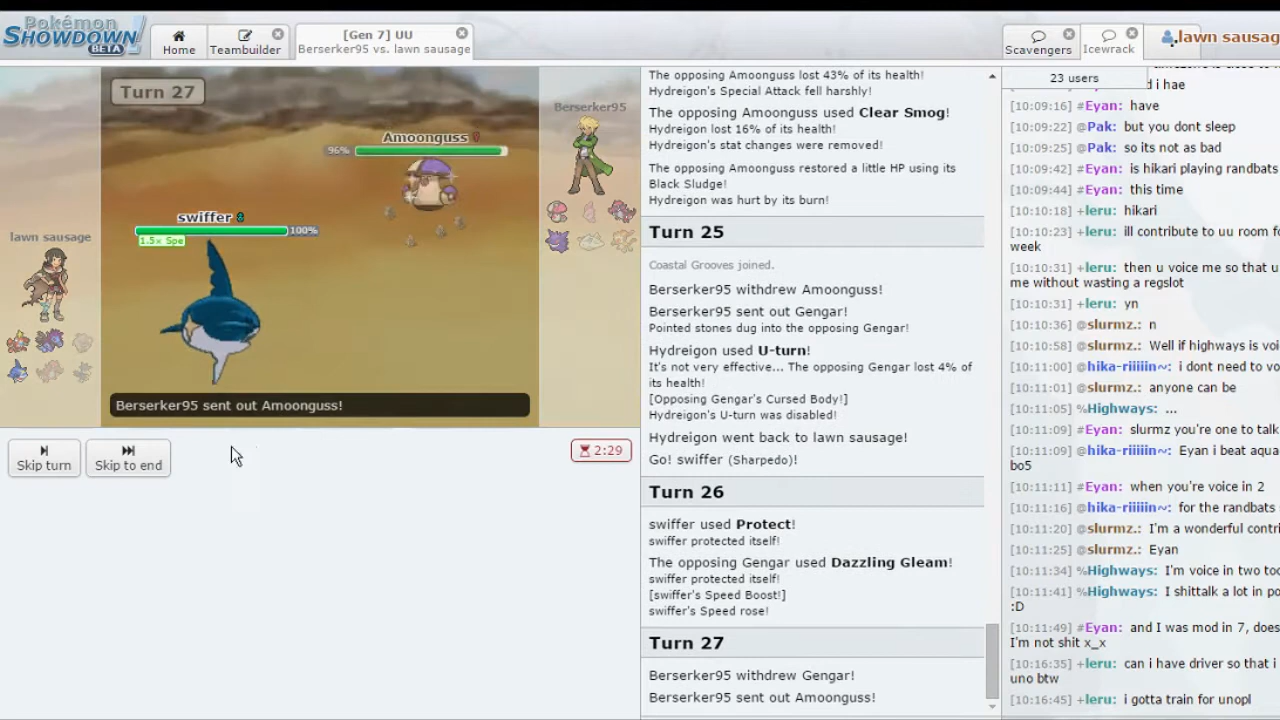 Pokémon
SHOWDOWN!
BETA
Home
Teambuilder
[Gen 7] UU
Berserker95 vs. lawn sausage
Scavengers
Icewrack
lawn sausag
Turn 27
Amoonguss
96%
swiffer
100%
1.5× Spe
lawn sausage
Berserker95
Berserker95 sent out Amoonguss!
Skip turn
Skip to end
2:29
The opposing Amoonguss lost 43% of its health!
Hydreigon's Special Attack fell harshly!
The opposing Amoonguss used Clear Smog!
Hydreigon lost 16% of its health!
Hydreigon's stat changes were removed!
The opposing Amoonguss restored a little HP using its
Black Sludge!
Hydreigon was hurt by its burn!
Turn 25
Coastal Grooves joined.
Berserker95 withdrew Amoonguss!
Berserker95 sent out Gengar!
Pointed stones dug into the opposing Gengar!
Hydreigon used U-turn!
It's not very effective... The opposing Gengar lost 4% of
its health!
[Opposing Gengar's Cursed Body!]
Hydreigon's U-turn was disabled!
Hydreigon went back to lawn sausage!
Go! swiffer (Sharpedo)!
Turn 26
swiffer used Protect!
swiffer protected itself!
The opposing Gengar used Dazzling Gleam!
swiffer protected itself!
[swiffer's Speed Boost!]
swiffer's Speed rose!
Turn 27
Berserker95 withdrew Gengar!
Berserker95 sent out Amoonguss!
23 users
d i hae
[10:09:16] #Eyan: have
[10:09:22] @Pak: but you dont sleep
[10:09:25] @Pak: so its not as bad
[10:09:42] #Eyan: is hikari playing randbats
[10:09:44] #Eyan: this time
[10:10:18] +leru: hikari
[10:10:23] +leru: ill contribute to uu room fo
week
[10:10:31] +leru: then u voice me so that u
me without wasting a regslot
[10:10:31] +leru: yn
[10:10:36] @slurmz.: n
[10:10:58] @slurmz.: Well if highways is voi
[10:11:00] @hika-riiiiin~: i dont need to vo
[10:11:01] @slurmz.: anyone can be
[10:11:05] %Highways: ...
[10:11:09] #Eyan: slurmz you're one to talk
[10:11:09] @hika-riiiiin~: Eyan i beat aqua
bo5
[10:11:11] #Eyan: when you're voice in 2
[10:11:16] @hika-riiiiin~: for the randbats
[10:11:20] @slurmz.: I'm a wonderful contri
[10:11:25] @slurmz.: Eyan
[10:11:34] %Highways: I'm voice in two too
[10:11:41] %Highways: I shittalk a lot in po
:D
[10:11:49] #Eyan: and I was mod in 7, does
I'm not shit x_x
[10:16:35] +leru: can i have driver so that i
uno btw
[10:16:45] +leru: i gotta train for unopl